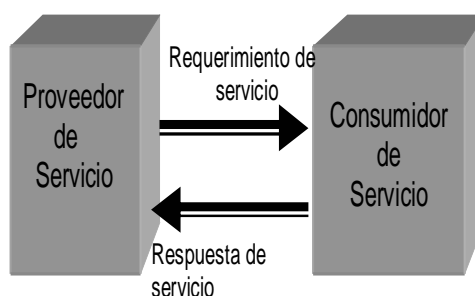 Proveedor
de
Servicio
Requerimiento de
servicio
Consumidor
de
Servicio
Respuesta de
servicio